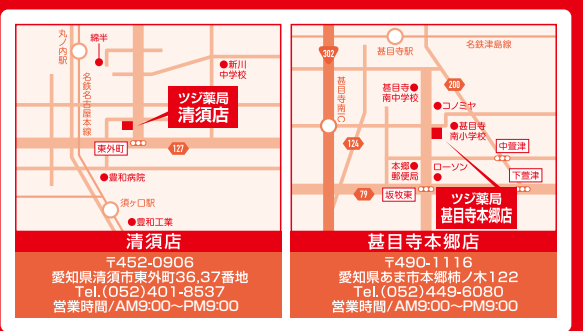 丸ノ内駅
綿半
新川
中学校
名鉄名古屋本線
ツジ薬局
清須店
東外町
127
豊和病院
須ヶ口駅
豊和工業
清須店
〒452-0906
愛知県清須市東外町36,37番地
Tel.(052)401-8537
営業時間/AM9:00〜PM9:00
302
甚目寺駅
名鉄津島線
甚目寺南IC
甚目寺
南中学校
200
コノミヤ
甚目寺
南小学校
124
中萱津
本郷
郵便局
ローソン
下萱津
79
坂牧東
ツジ薬局
甚目寺本郷店
甚目寺本郷店
〒490-1116
愛知県あま市本郷柿ノ木122
Tel.(052)449-6080
営業時間/AM9:00〜PM9:00